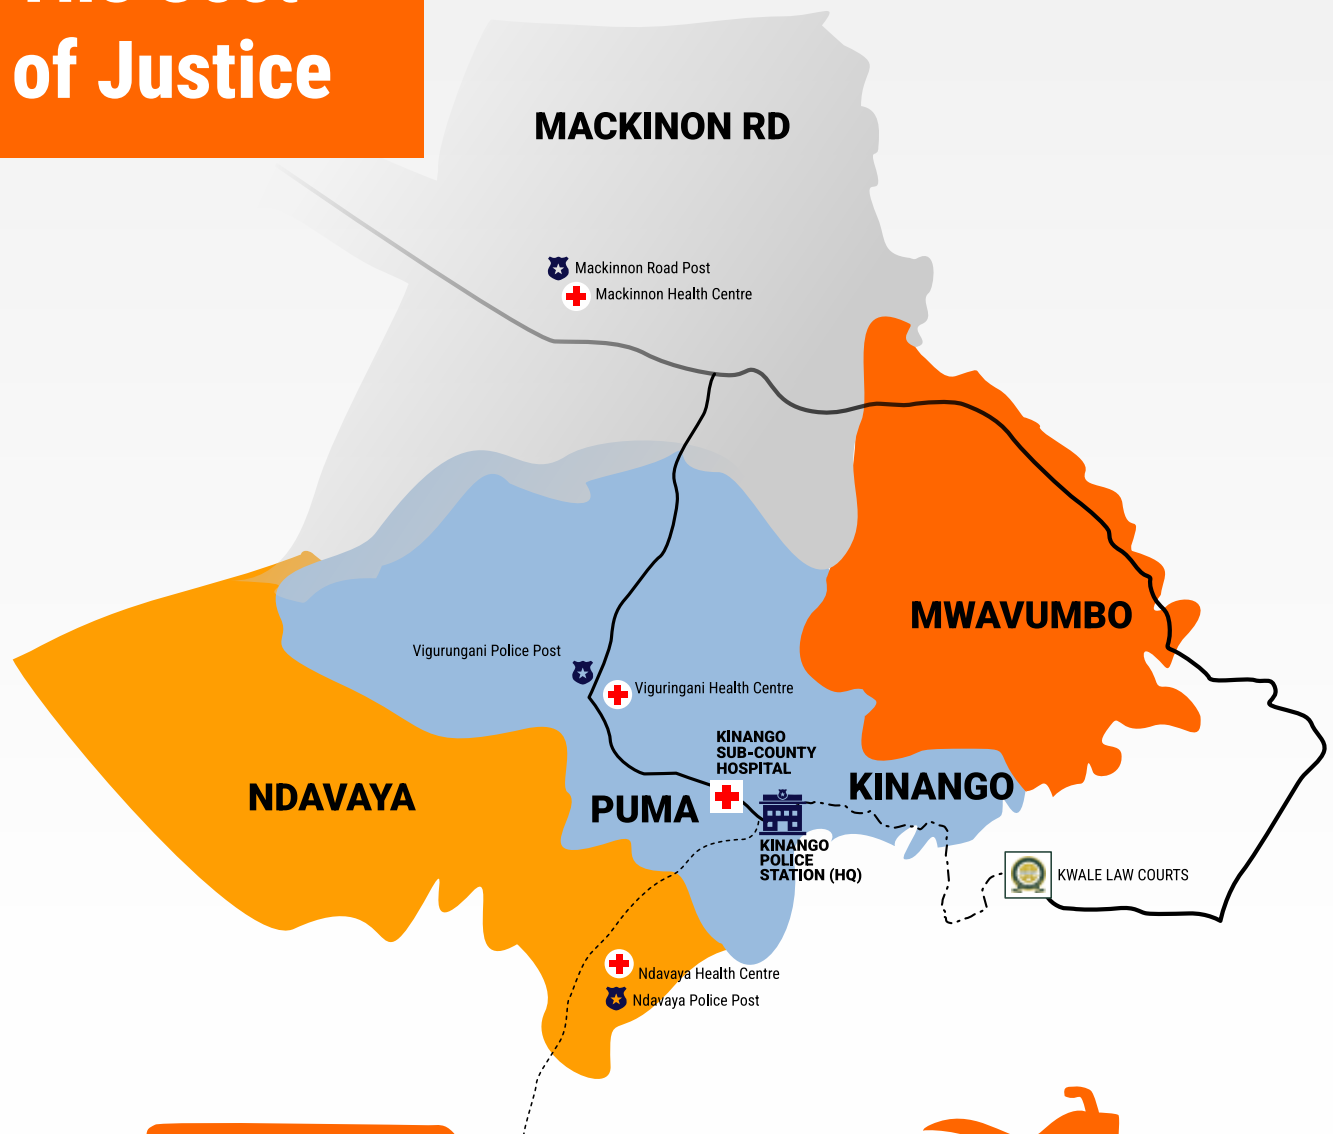 of Justice
MACKINON RD
Mackinnon Road Post
Mackinnon Health Centre
MWAVUMBO
Vigurungani Police Post
Viguringani Health Centre
KINANGO
SUB-COUNTY
HOSPITAL
NDAVAYA
PUMA
KINANGO
KINANGO
POLICE
STATION (HQ)
KWALE LAW COURTS
Ndavaya Health Centre
Ndavaya Police Post